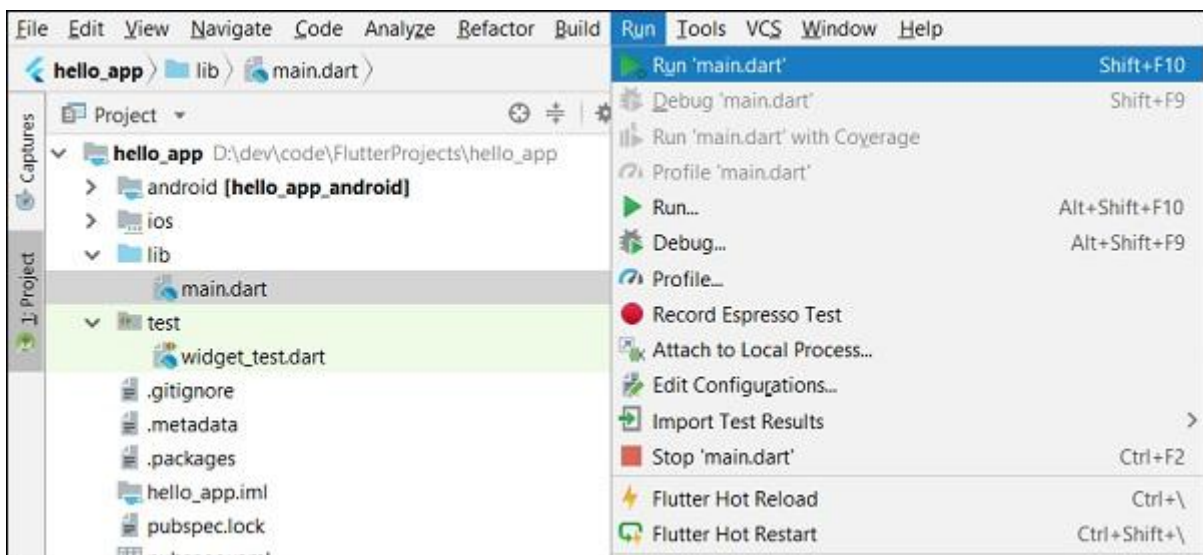 File Edit View Navigate Code Analyze Refactor Build Run Tools VCS Window Help
hello_app lib main.dart
Project
Captures
1: Project
hello_app D:\dev\code\FlutterProjects\hello_app
android [hello_app_android]
ios
lib
main.dart
test
widget_test.dart
.gitignore
.metadata
.packages
hello_app.iml
pubspec.lock
Run 'main.dart' Shift+F10
Debug 'main.dart' Shift+F9
Run 'main.dart' with Coverage
Profile 'main.dart'
Run... Alt+Shift+F10
Debug... Alt+Shift+F9
Profile...
Record Espresso Test
Attach to Local Process...
Edit Configurations...
Import Test Results
Stop 'main.dart' Ctrl+F2
Flutter Hot Reload Ctrl+\
Flutter Hot Restart Ctrl+Shift+\